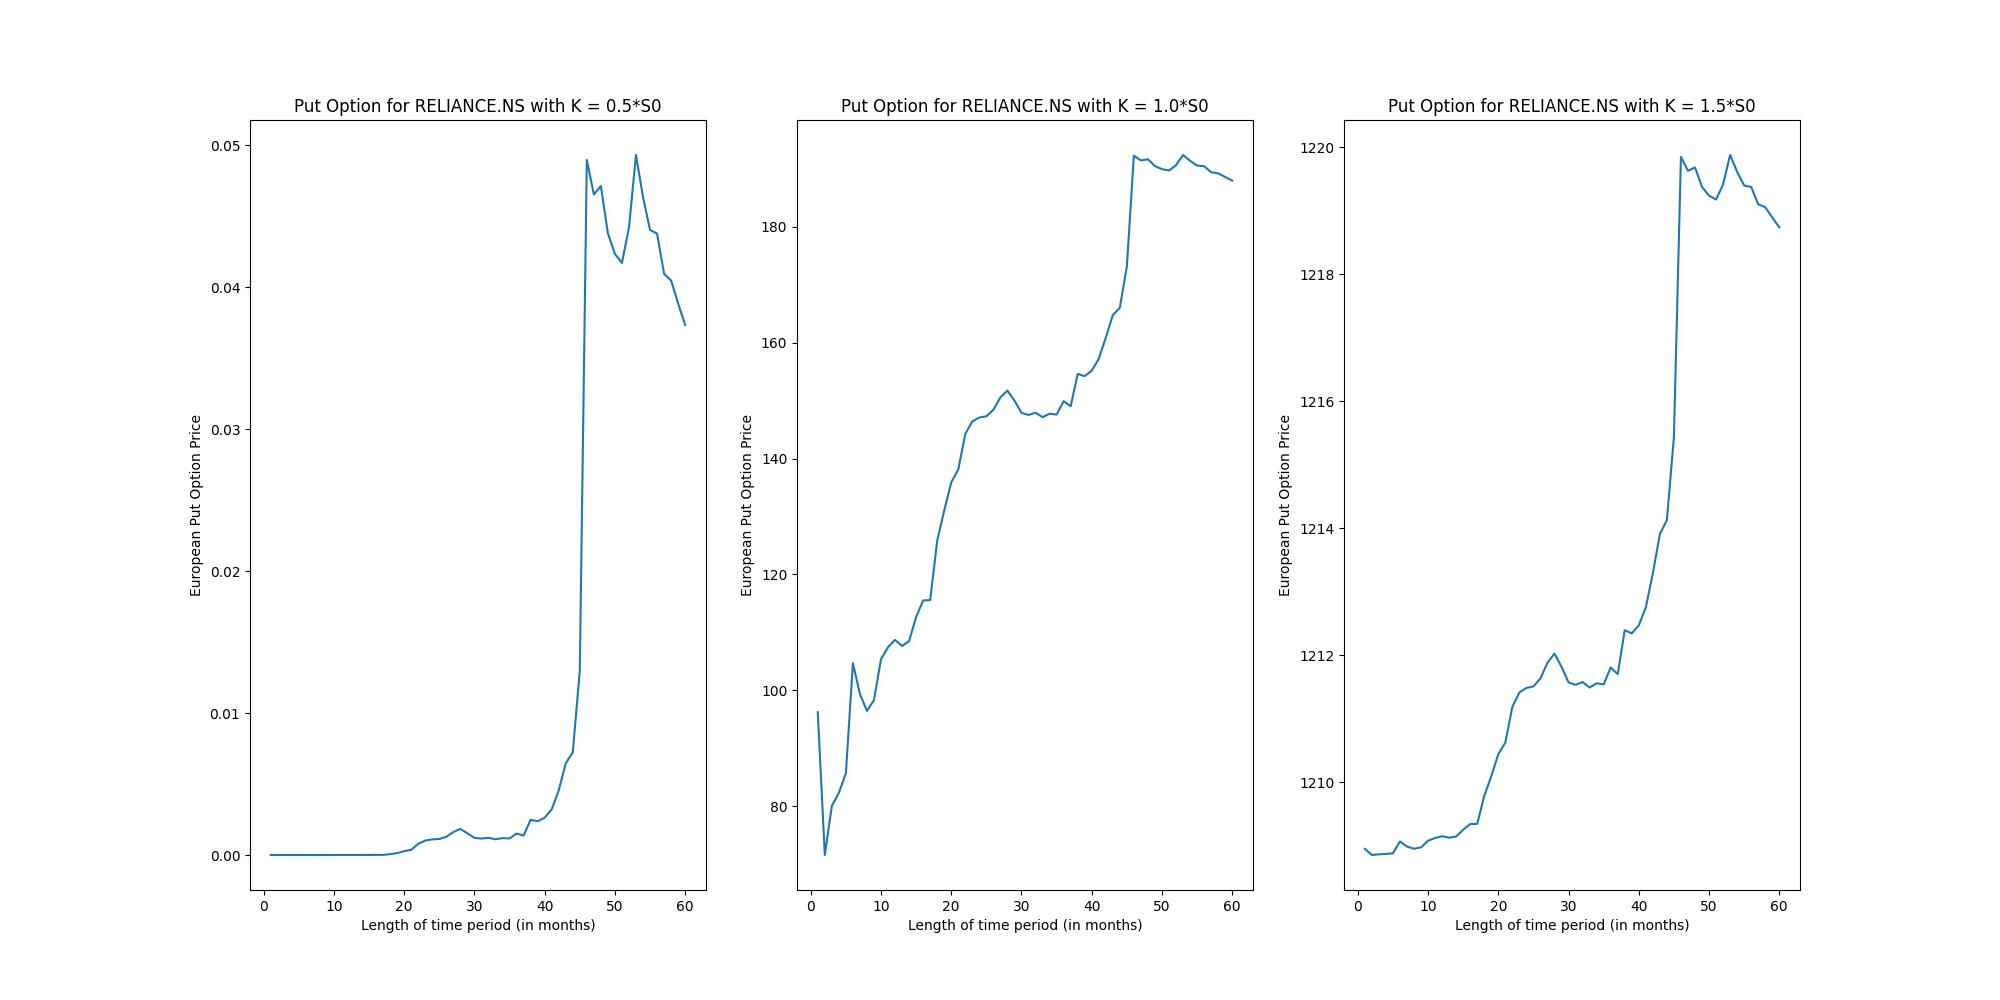 Put Option for RELIANCE.NS with K = 0.5*S0
European Put Option Price
0.05
0.04
0.03
0.02
0.01
0.00
0 10 20 30 40 50 60
Length of time period (in months)
Put Option for RELIANCE.NS with K = 1.0*S0
European Put Option Price
180
160
140
120
100
80
0 10 20 30 40 50 60
Length of time period (in months)
Put Option for RELIANCE.NS with K = 1.5*S0
European Put Option Price
1220
1218
1216
1214
1212
1210
0 10 20 30 40 50 60
Length of time period (in months)